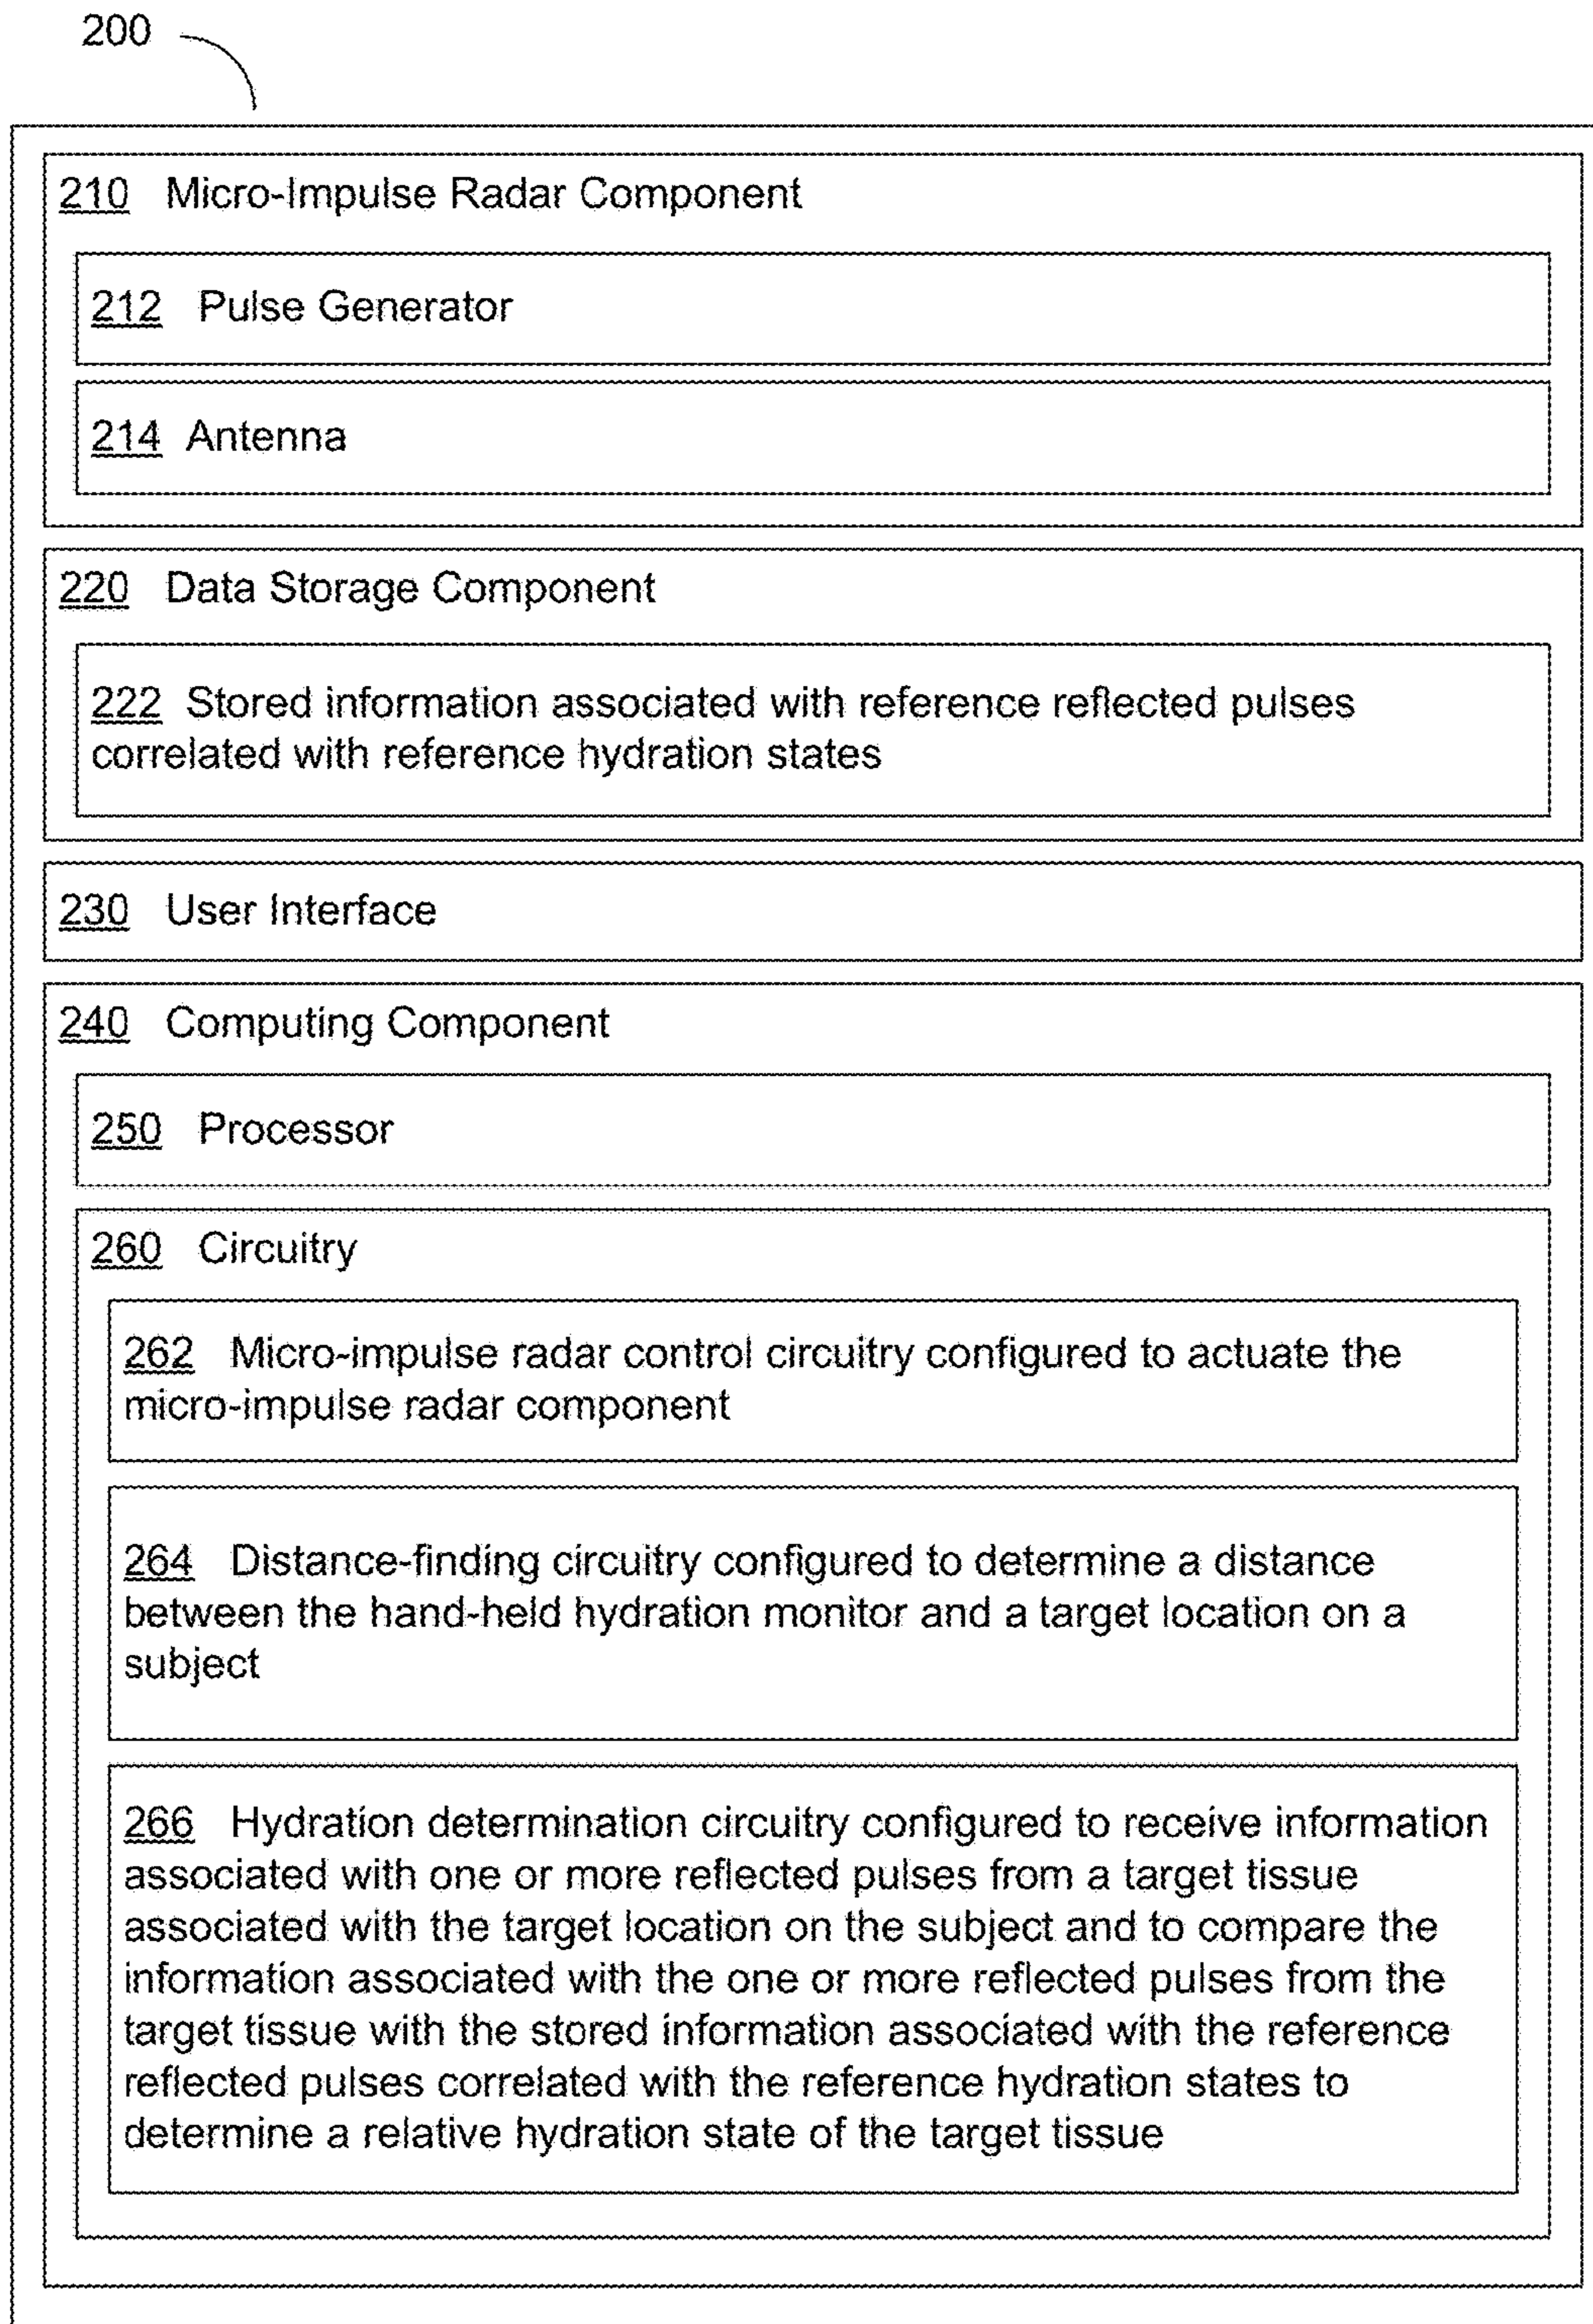 200
210 Micro-Impulse Radar Component
212 Pulse Generator
214 Antenna
220 Data Storage Component
222 Stored information associated with reference reflected pulses
correlated with reference hydration states
230 User Interface
240 Computing Component
250 Processor
260 Circuitry
262 Micro-impulse radar control circuitry configured to actuate the
micro-impulse radar component
264 Distance-finding circuitry configured to determine a distance
between the hand-held hydration monitor and a target location on a
subject
266 Hydration determination circuitry configured to receive information
associated with one or more reflected pulses from a target tissue
associated with the target location on the subject and to compare the
information associated with the one or more reflected pulses from the
target tissue with the stored information associated with the reference
reflected pulses correlated with the reference hydration states to
determine a relative hydration state of the target tissue